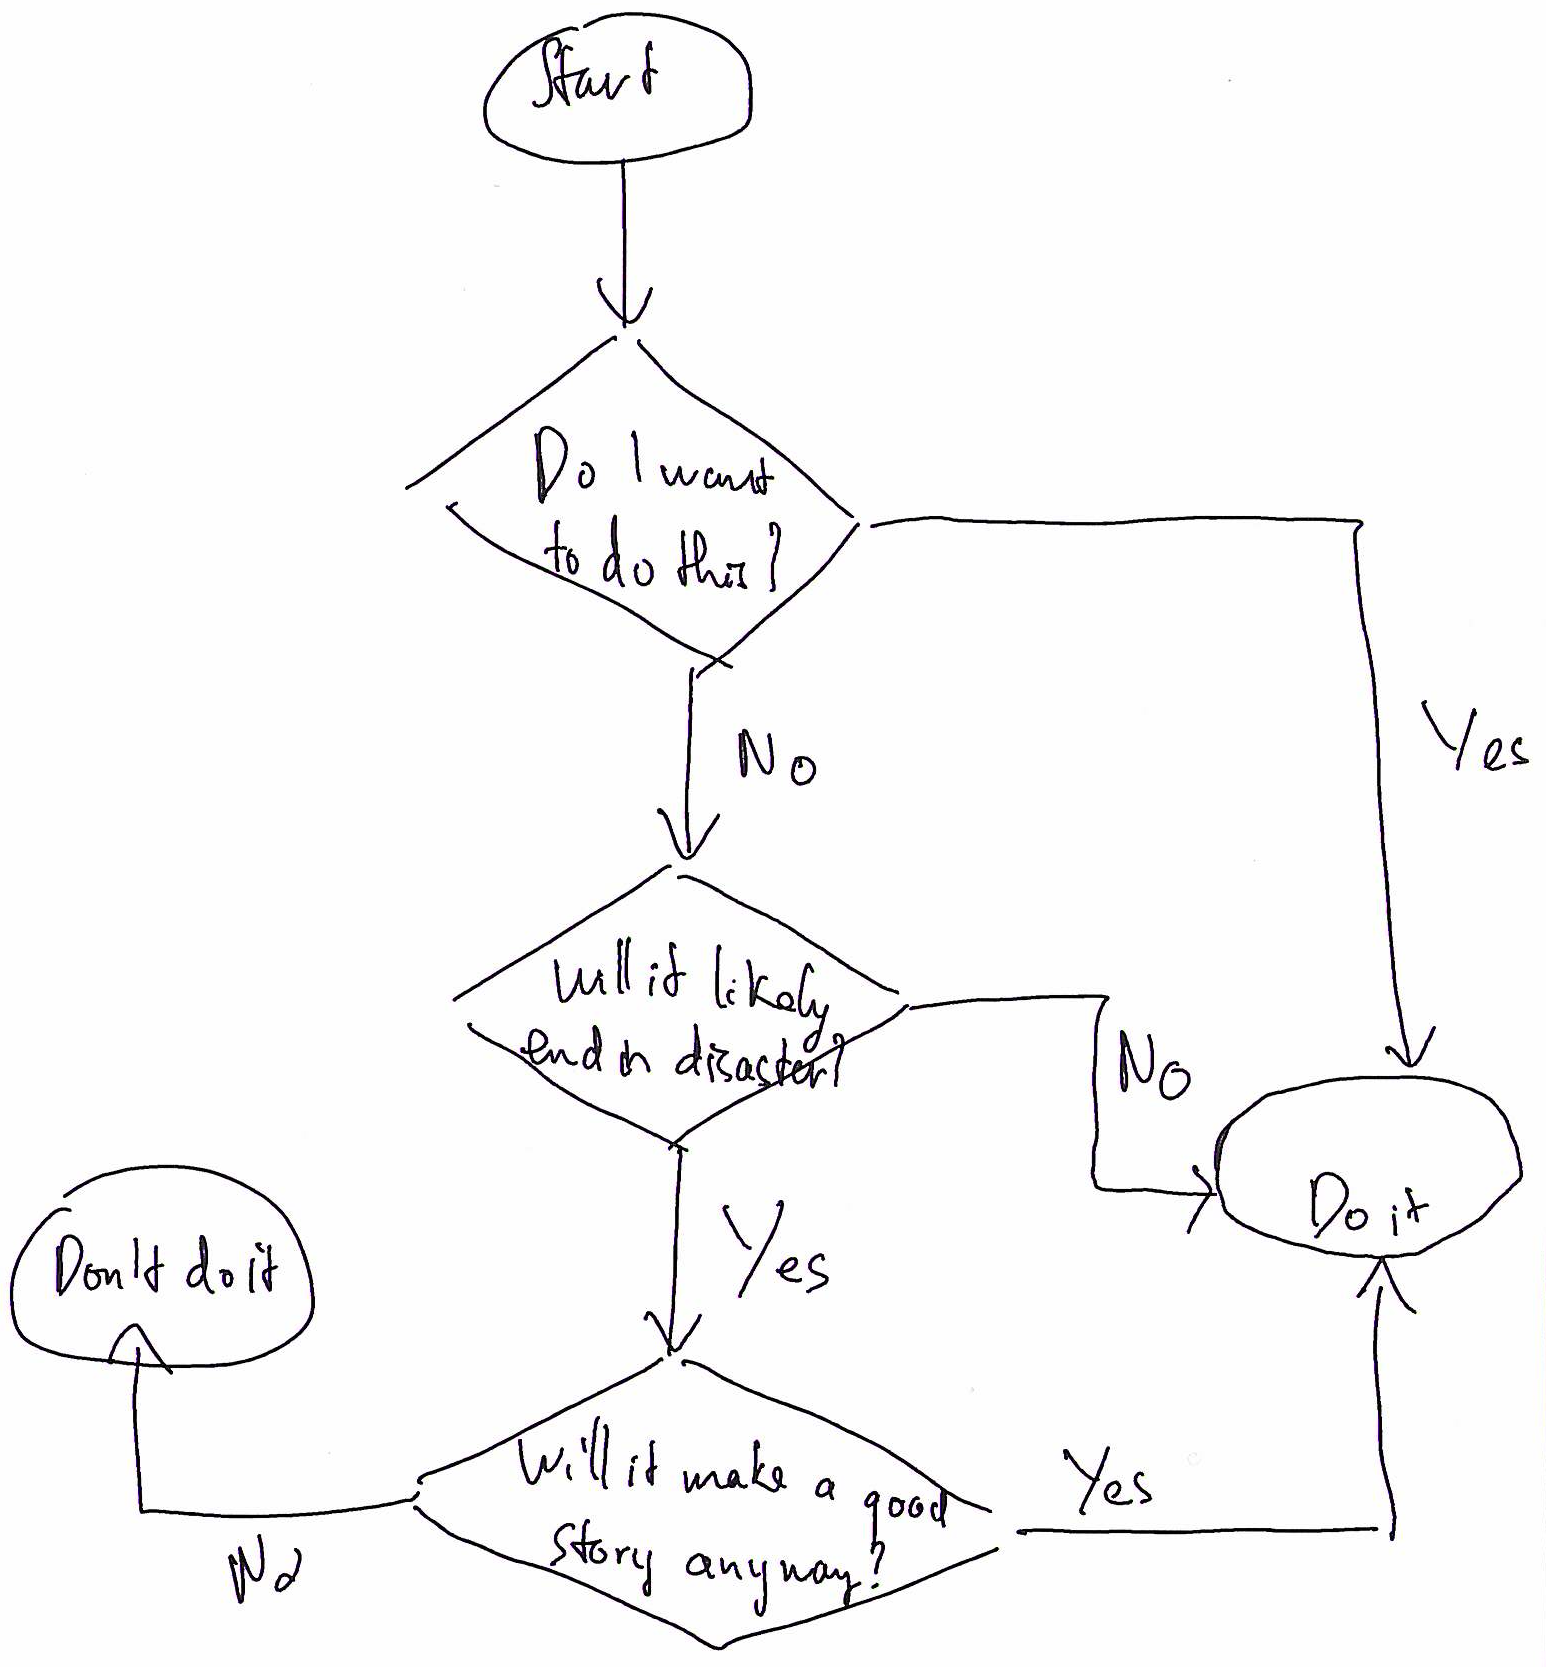 Start
Do I want
to do this?
No
Yes
Will it likely
end in disaster?
No
Do it
Yes
Don't do it
Will it make a good
story anyway?
Yes
No